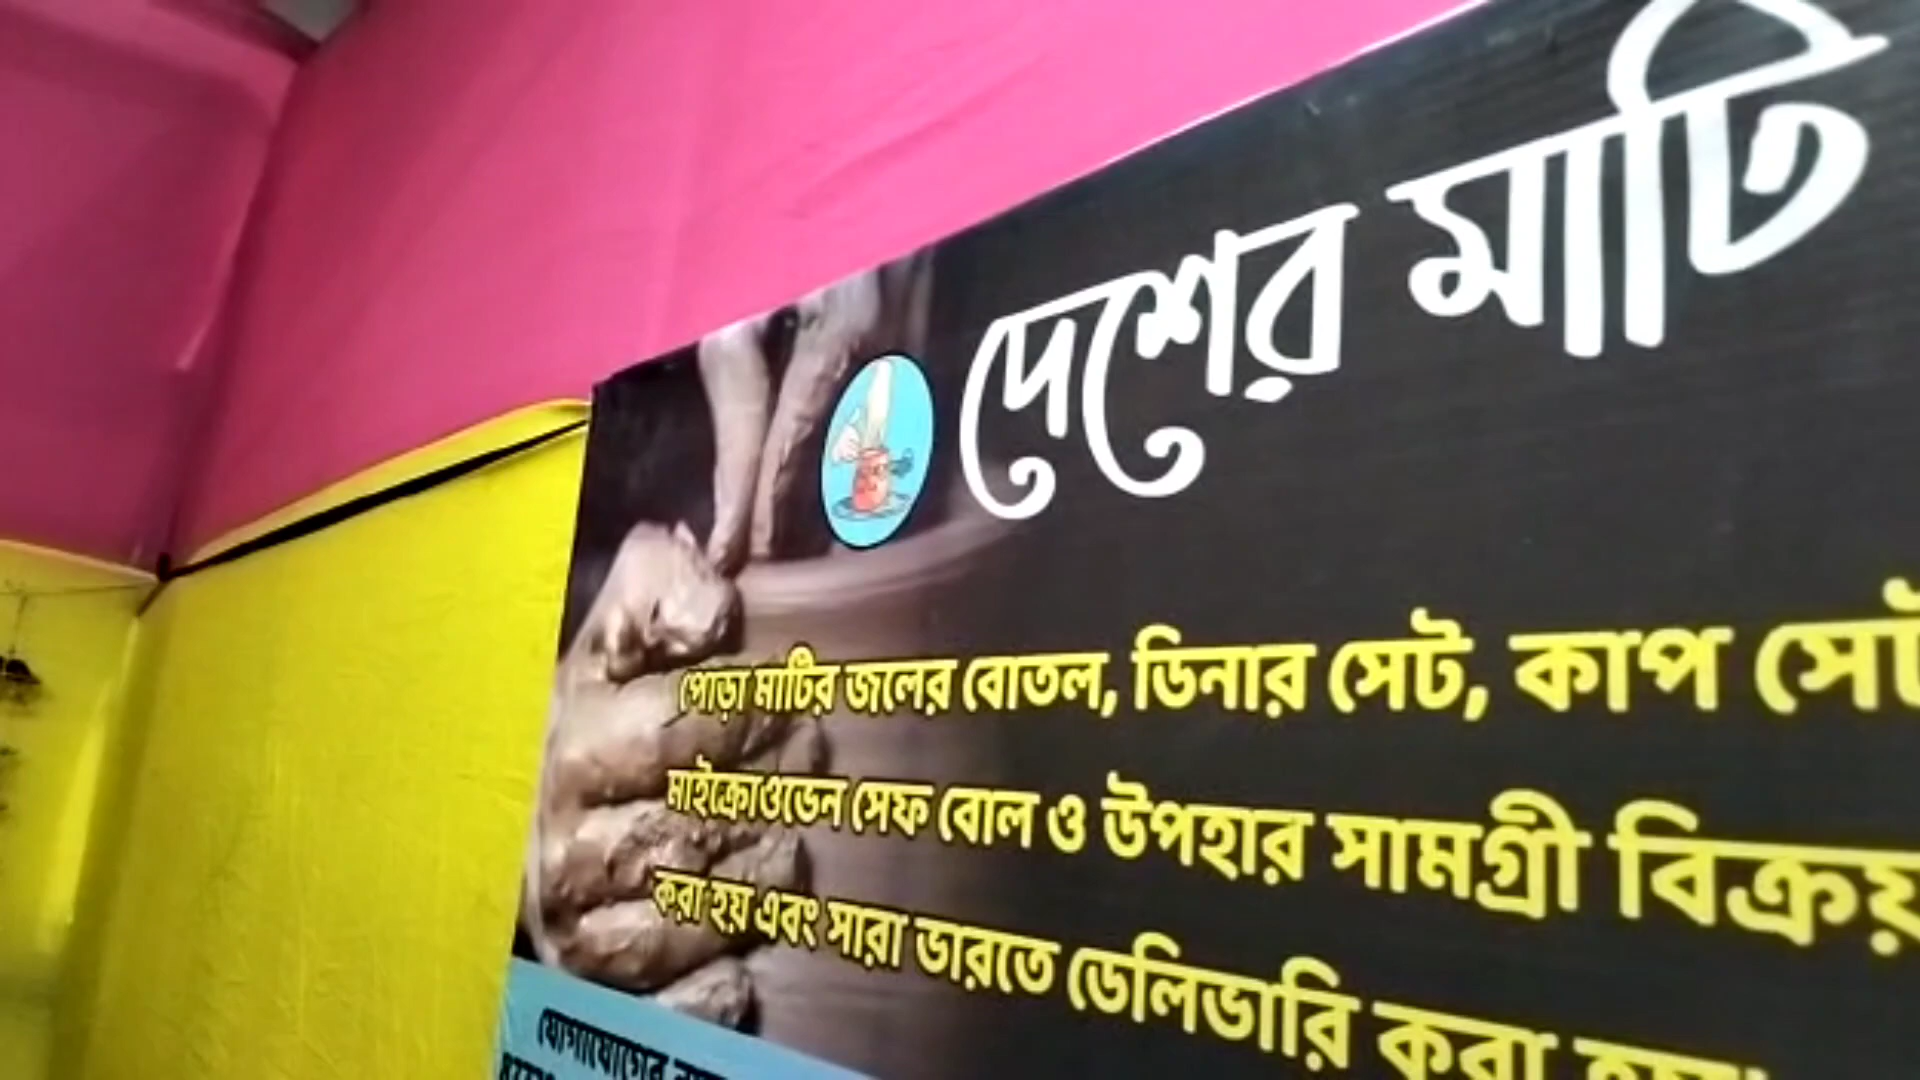 দেশের মাটি
পোড়া মাটির জলের বোতল, ডিনার সেট, কাপ সেট
মাইক্রোওভেন সেফ বোল ও উপহার সামগ্রী বিক্রয়
করা হয় এবং সারা ভারতে ডেলিভারি করা হয়।
যোগাযোগের